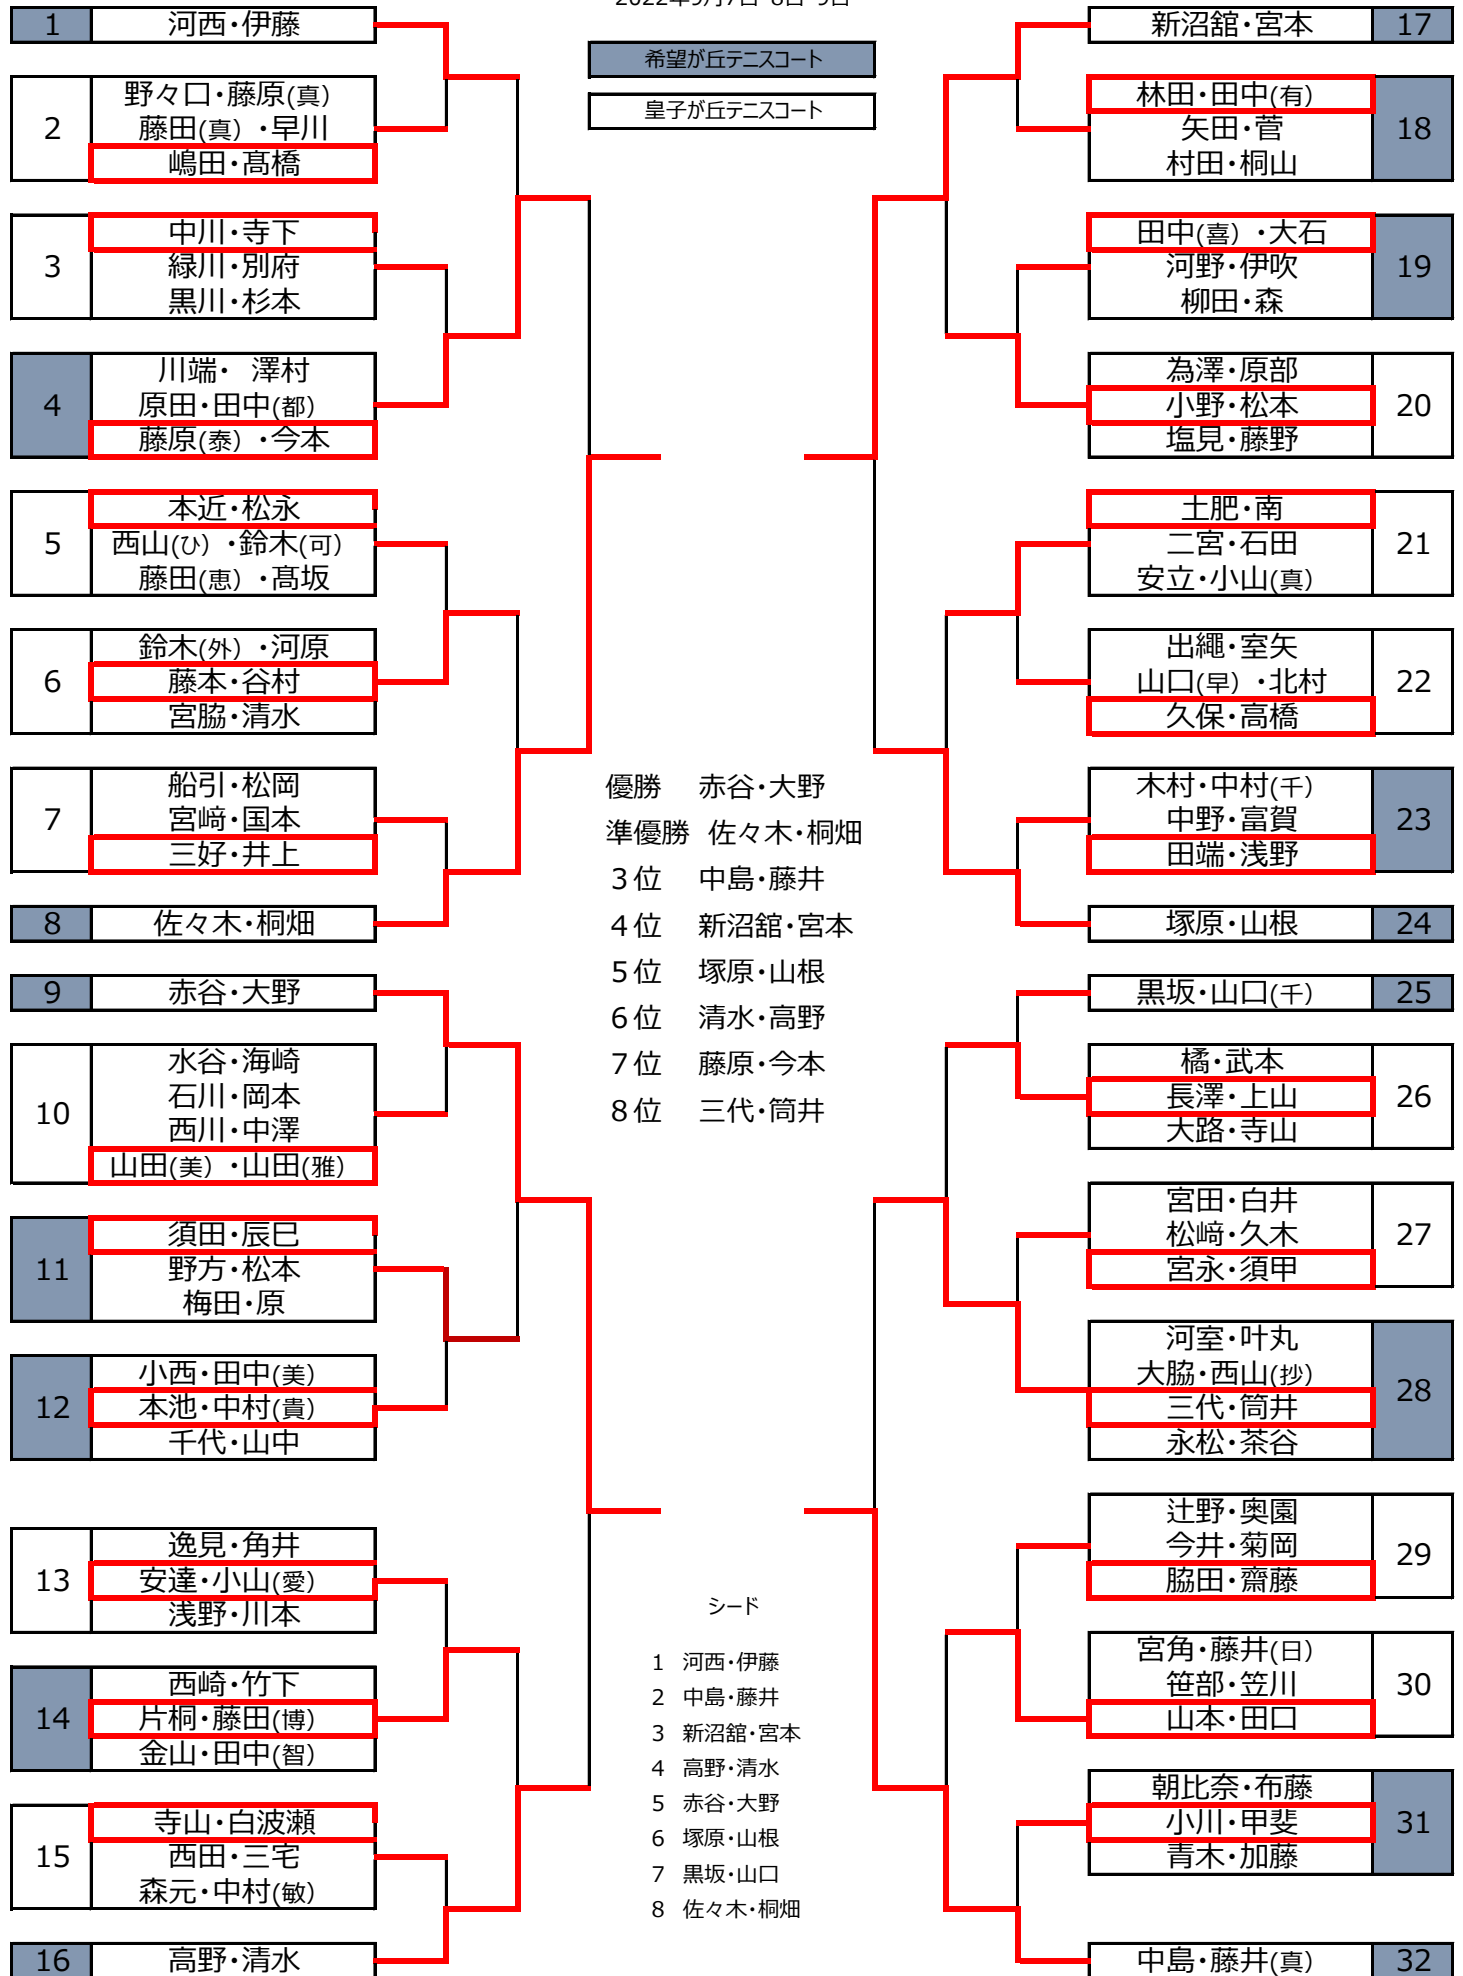 2022年9月7日 8日 9日
希望が丘テニスコート
皇子が丘テニスコート
1 河西・伊藤
2
野々口・藤原(真)
藤田(真) ・早川
嶋田・髙橋
3
中川・寺下
緑川・別府
黒川・杉本
4
川端・ 澤村
原田・田中(都)
藤原(泰) ・今本
5
本近・松永
西山(ひ) ・鈴木(可)
藤田(恵) ・髙坂
6
鈴木(外) ・河原
藤本・谷村
宮脇・清水
7
船引・松岡
宮﨑・国本
三好・井上
8 佐々木・桐畑
9 赤谷・大野
10
水谷・海崎
石川・岡本
西川・中澤
山田(美) ・山田(雅)
11
須田・辰巳
野方・松本
梅田・原
12
小西・田中(美)
本池・中村(貴)
千代・山中
13
逸見・角井
安達・小山(愛)
浅野・川本
14
西崎・竹下
片桐・藤田(博)
金山・田中(智)
15
寺山・白波瀬
西田・三宅
森元・中村(敏)
16 高野・清水
優勝 赤谷・大野
準優勝 佐々木・桐畑
3位 中島・藤井
4位 新沼舘・宮本
5位 塚原・山根
6位 清水・高野
7位 藤原・今本
8位 三代・筒井
シード
1 河西・伊藤
2 中島・藤井
3 新沼舘・宮本
4 高野・清水
5 赤谷・大野
6 塚原・山根
7 黒坂・山口
8 佐々木・桐畑
新沼舘・宮本 17
林田・田中(有)
矢田・菅
村田・桐山
18
田中(喜) ・大石
河野・伊吹
柳田・森
19
為澤・原部
小野・松本
塩見・藤野
20
土肥・南
二宮・石田
安立・小山(真)
21
出繩・室矢
山口(早) ・北村
久保・高橋
22
木村・中村(千)
中野・富賀
田端・浅野
23
塚原・山根 24
黒坂・山口(千) 25
橘・武本
長澤・上山
大路・寺山
26
宮田・白井
松﨑・久木
宮永・須甲
27
河室・叶丸
大脇・西山(抄)
三代・筒井
永松・茶谷
28
辻野・奥園
今井・菊岡
脇田・齋藤
29
宮角・藤井(日)
笹部・笠川
山本・田口
30
朝比奈・布藤
小川・甲斐
青木・加藤
31
中島・藤井(真) 32